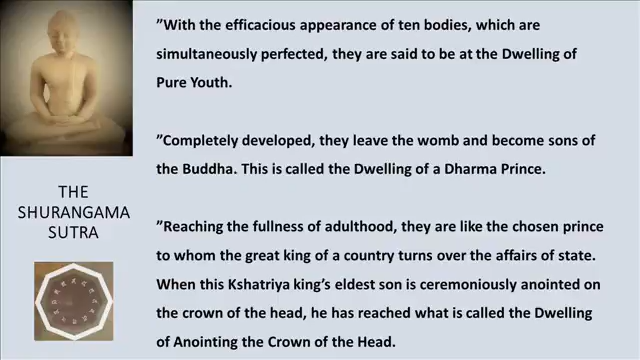 ”With the efficacious appearance of ten bodies, which are
simultaneously perfected, they are said to be at the Dwelling of
Pure Youth.
”Completely developed, they leave the womb and become sons of
the Buddha. This is called the Dwelling of a Dharma Prince.
”Reaching the fullness of adulthood, they are like the chosen prince
to whom the great king of a country turns over the affairs of state.
When this Kshatriya king’s eldest son is ceremoniously anointed on
the crown of the head, he has reached what is called the Dwelling
of Anointing the Crown of the Head.
THE
SHURANGAMA
SUTRA